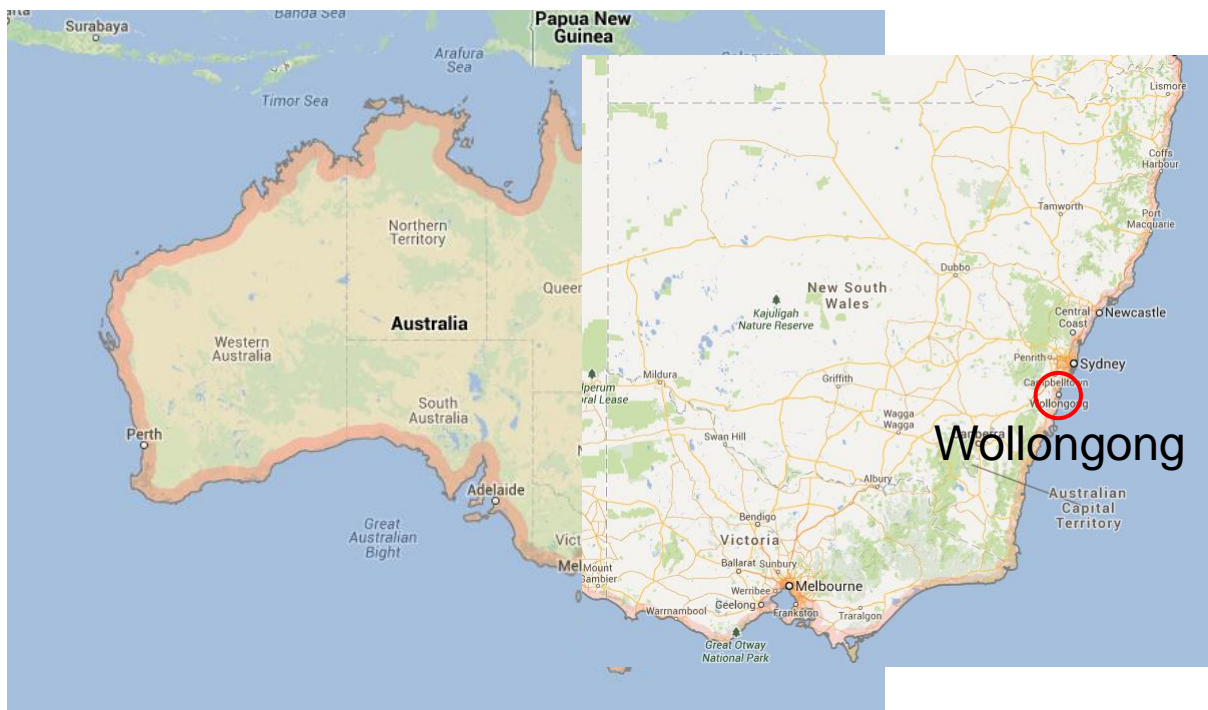 Surabaya
Banda Sea
Papua New
Guinea
Arafura
Sea
Timor Sea
Northern
Territory
Australia
Western
Australia
South
Australia
Perth
Adelaide
Great
Australian
Bight
Lismore
Coffs
Harbour
Tamworth
Port
Macquarie
Dubbo
New South
Wales
Kajuligah
Nature Reserve
Central
Coast
Newcastle
Penrith
Sydney
Campbelltown
Wollongong
Mildura
Griffith
Wagga
Wagga
Swan Hill
Canberra
Wollongong
Albury
Australian
Capital
Territory
Bendigo
Victoria
Ballarat
Sunbury
Mount
Gambier
Werribee
Melbourne
Geelong
Frankston
Warrnambool
Traralgon
Great Otway
National Park